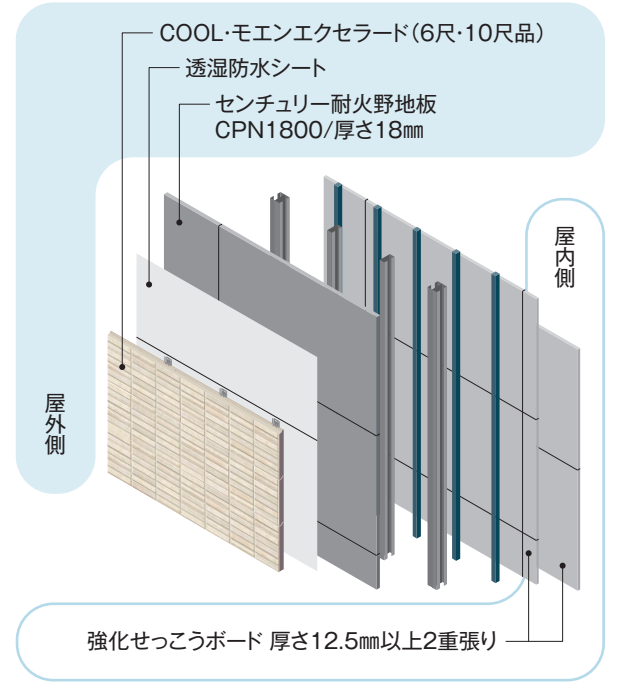 COOL・モエンエクセラード(6尺・10尺品)
透湿防水シート
センチュリー耐火野地板
CPN1800/厚さ18㎜
屋内側
屋外側
強化せっこうボード 厚さ12.5㎜以上2重張り